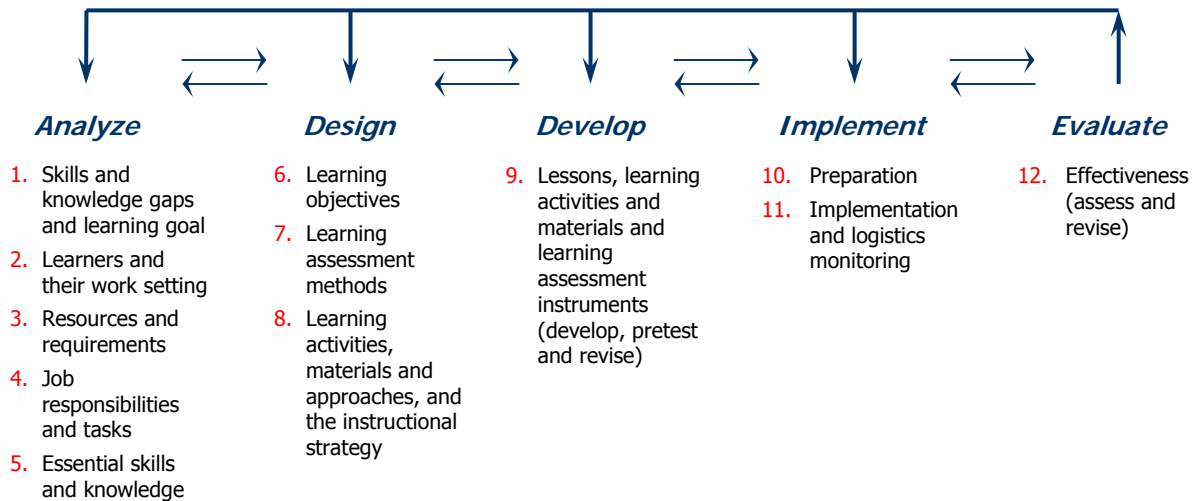 Analyze
Design
Develop
Implement
Evaluate
1. Skills and
knowledge gaps
and learning goal
2. Learners and
their work setting
3. Resources and
requirements
4. Job
responsibilities
and tasks
5. Essential skills
and knowledge
6. Learning
objectives
7. Learning
assessment
methods
8. Learning
activities,
materials and
approaches, and
the instructional
strategy
9. Lessons, learning
activities and
materials and
learning
assessment
instruments
(develop, pretest
and revise)
10. Preparation
11. Implementation
and logistics
monitoring
12. Effectiveness
(assess and
revise)